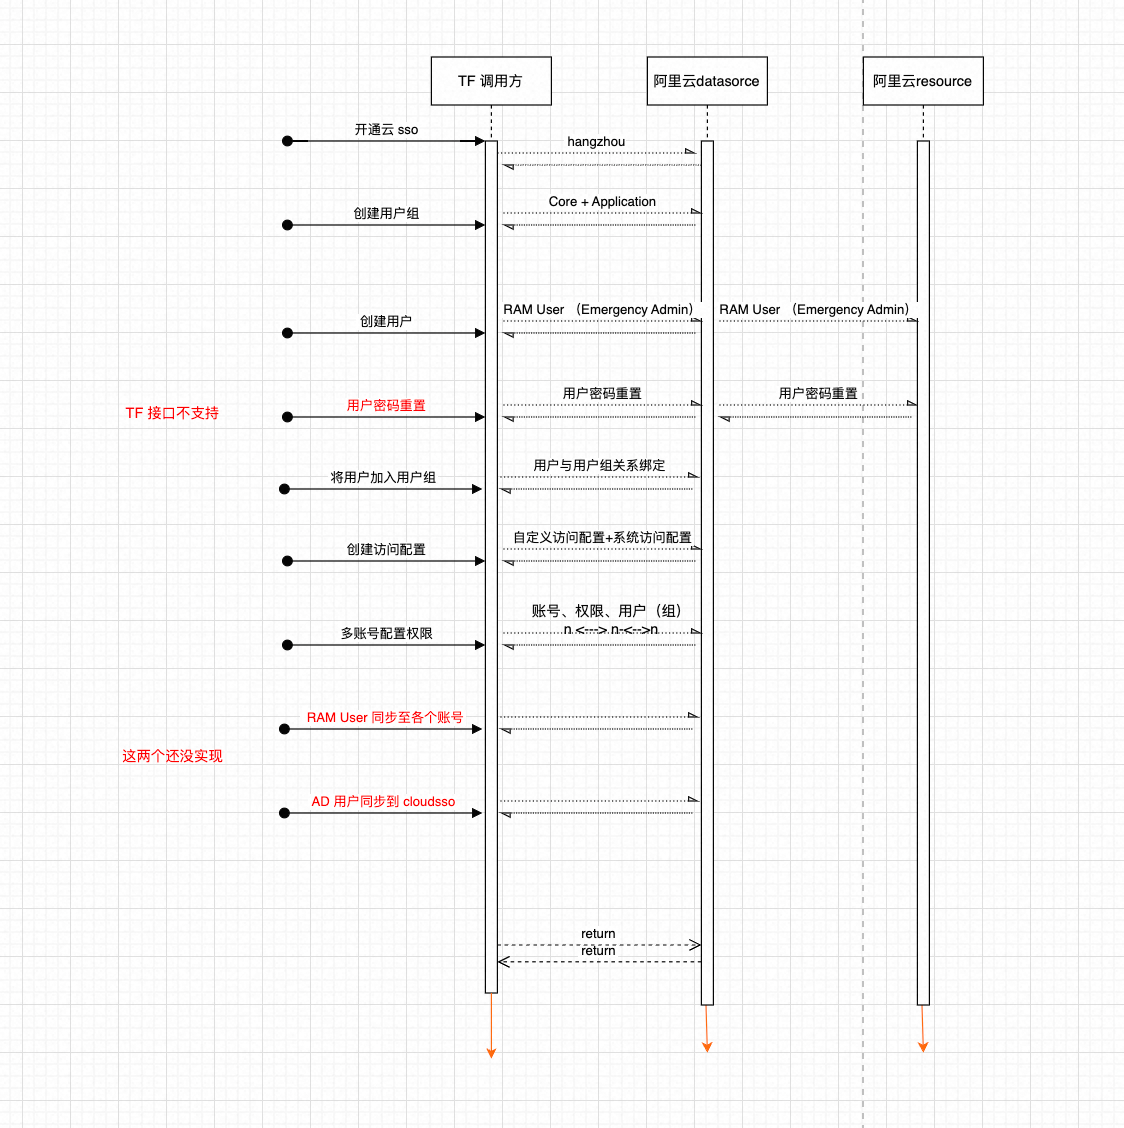 TF 调用方
阿里云datasorce
阿里云resource
开通云 sso
hangzhou
创建用户组
Core + Application
创建用户
RAM User （Emergency Admin）
RAM User （Emergency Admin）
TF 接口不支持
用户密码重置
用户密码重置
用户密码重置
将用户加入用户组
用户与用户组关系绑定
创建访问配置
自定义访问配置+系统访问配置
多账号配置权限
账号、权限、用户（组）
n <---> n-<-->n
RAM User 同步至各个账号
这两个还没实现
AD 用户同步到 cloudsso
return
return